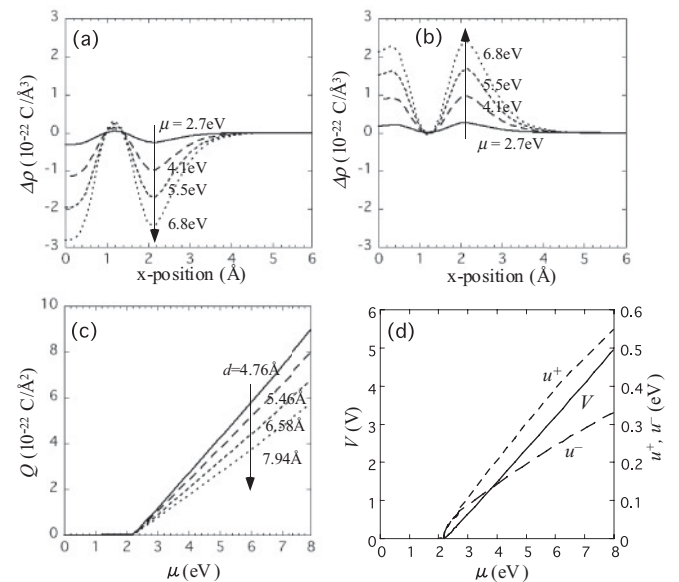 (a)
3
2
1
0
-1
-2
-3
Δρ (10⁻²² C/Å³)
μ = 2.7eV
4.1eV
5.5eV
6.8eV
0 1 2 3 4 5 6
x-position (Å)
(b)
3
2
1
0
-1
-2
-3
Δρ (10⁻²² C/Å³)
6.8eV
5.5eV
4.1eV
μ = 2.7eV
0 1 2 3 4 5 6
x-position (Å)
(c)
10
8
6
4
2
0
Q (10⁻²² C/Å²)
d=4.76Å
5.46Å
6.58Å
7.94Å
0 1 2 3 4 5 6 7 8
μ (eV)
(d)
6
5
4
3
2
1
0
V (V)
u⁺
V
u⁻
0.6
0.5
0.4
0.3
0.2
0.1
0
u⁺, u⁻ (eV)
0 1 2 3 4 5 6 7 8
μ (eV)